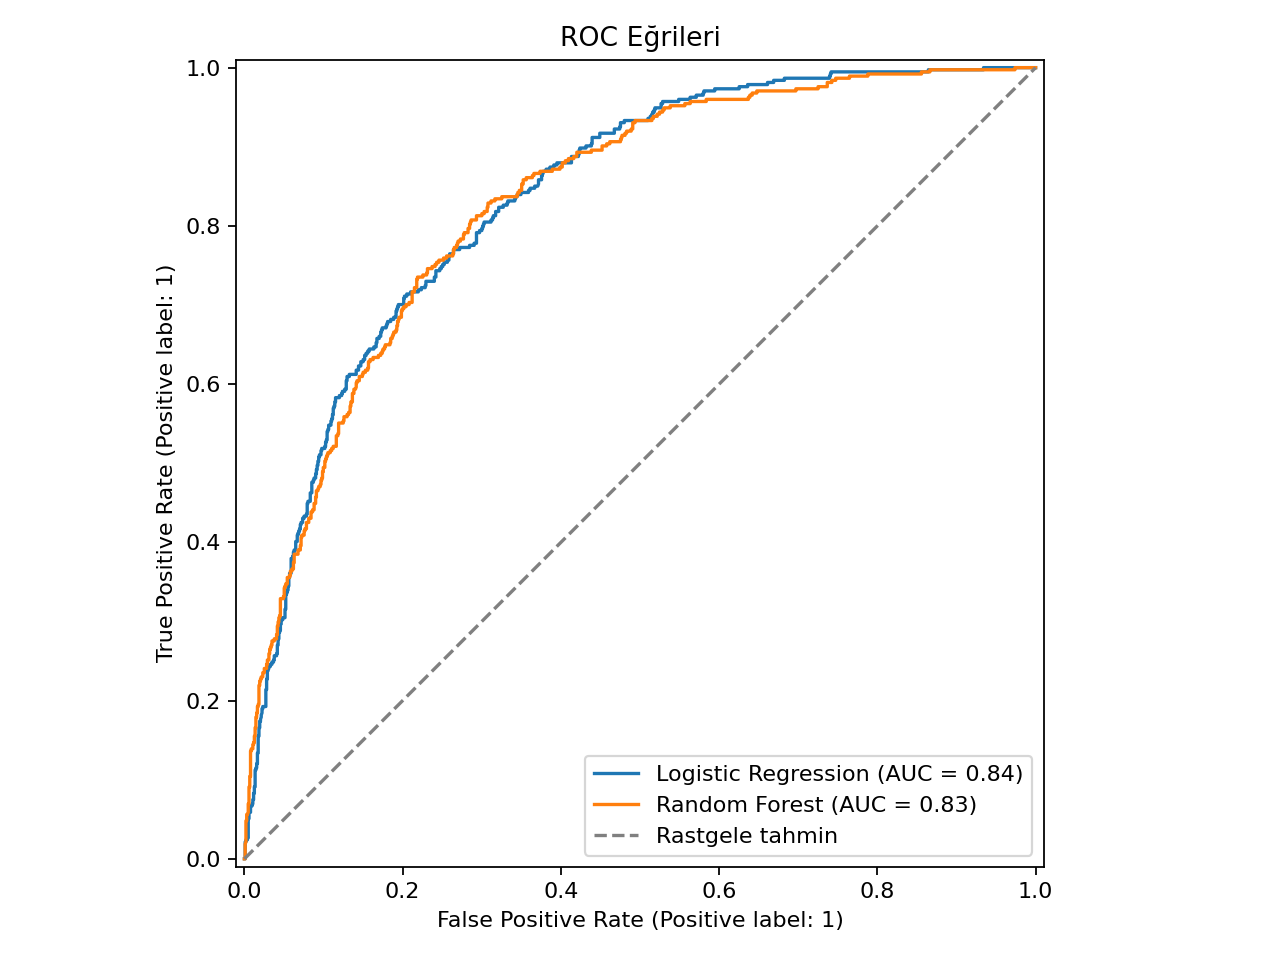 ROC Eğrileri
1.0
0.8
0.6
0.4
0.2
0.0
True Positive Rate (Positive label: 1)
Logistic Regression (AUC = 0.84)
Random Forest (AUC = 0.83)
Rastgele tahmin
0.0 0.2 0.4 0.6 0.8 1.0
False Positive Rate (Positive label: 1)